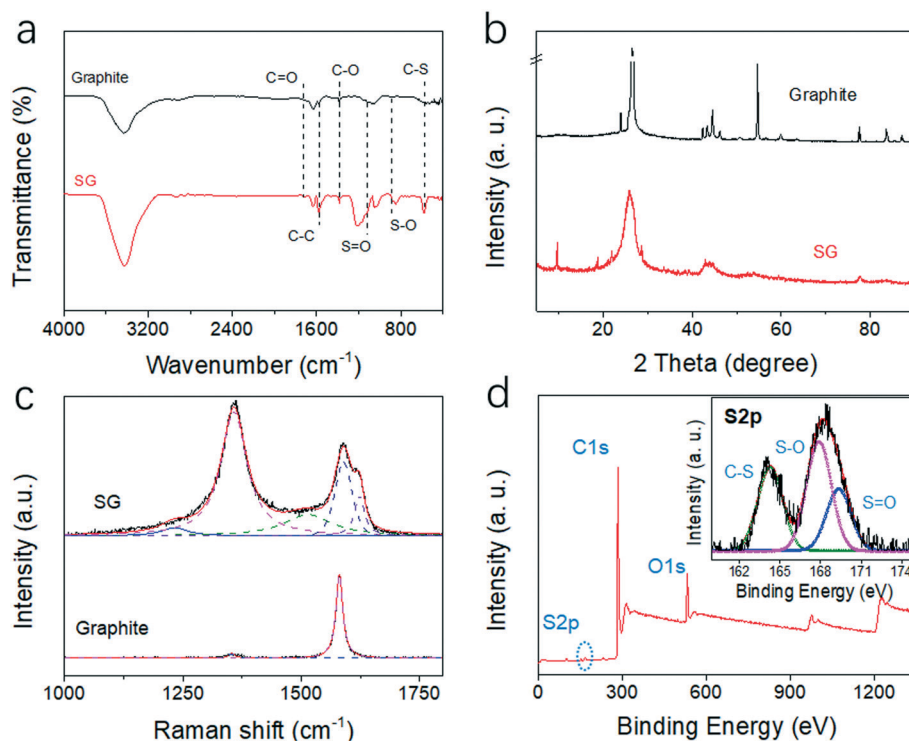 a
Graphite
C=O
C-O
C-S
SG
C-C
S=O
S-O
Transmittance (%)
4000 3200 2400 1600 800
Wavenumber (cm⁻¹)
b
Graphite
SG
Intensity (a. u.)
20 40 60 80
2 Theta (degree)
c
SG
Graphite
Intensity (a.u.)
1000 1250 1500 1750
Raman shift (cm⁻¹)
d
C1s
O1s
S2p
Intensity (a. u.)
0 300 600 900 1200
Binding Energy (eV)
S2p
S-O
C-S
S=O
Intensity (a. u.)
162 165 168 171 174
Binding Energy (eV)